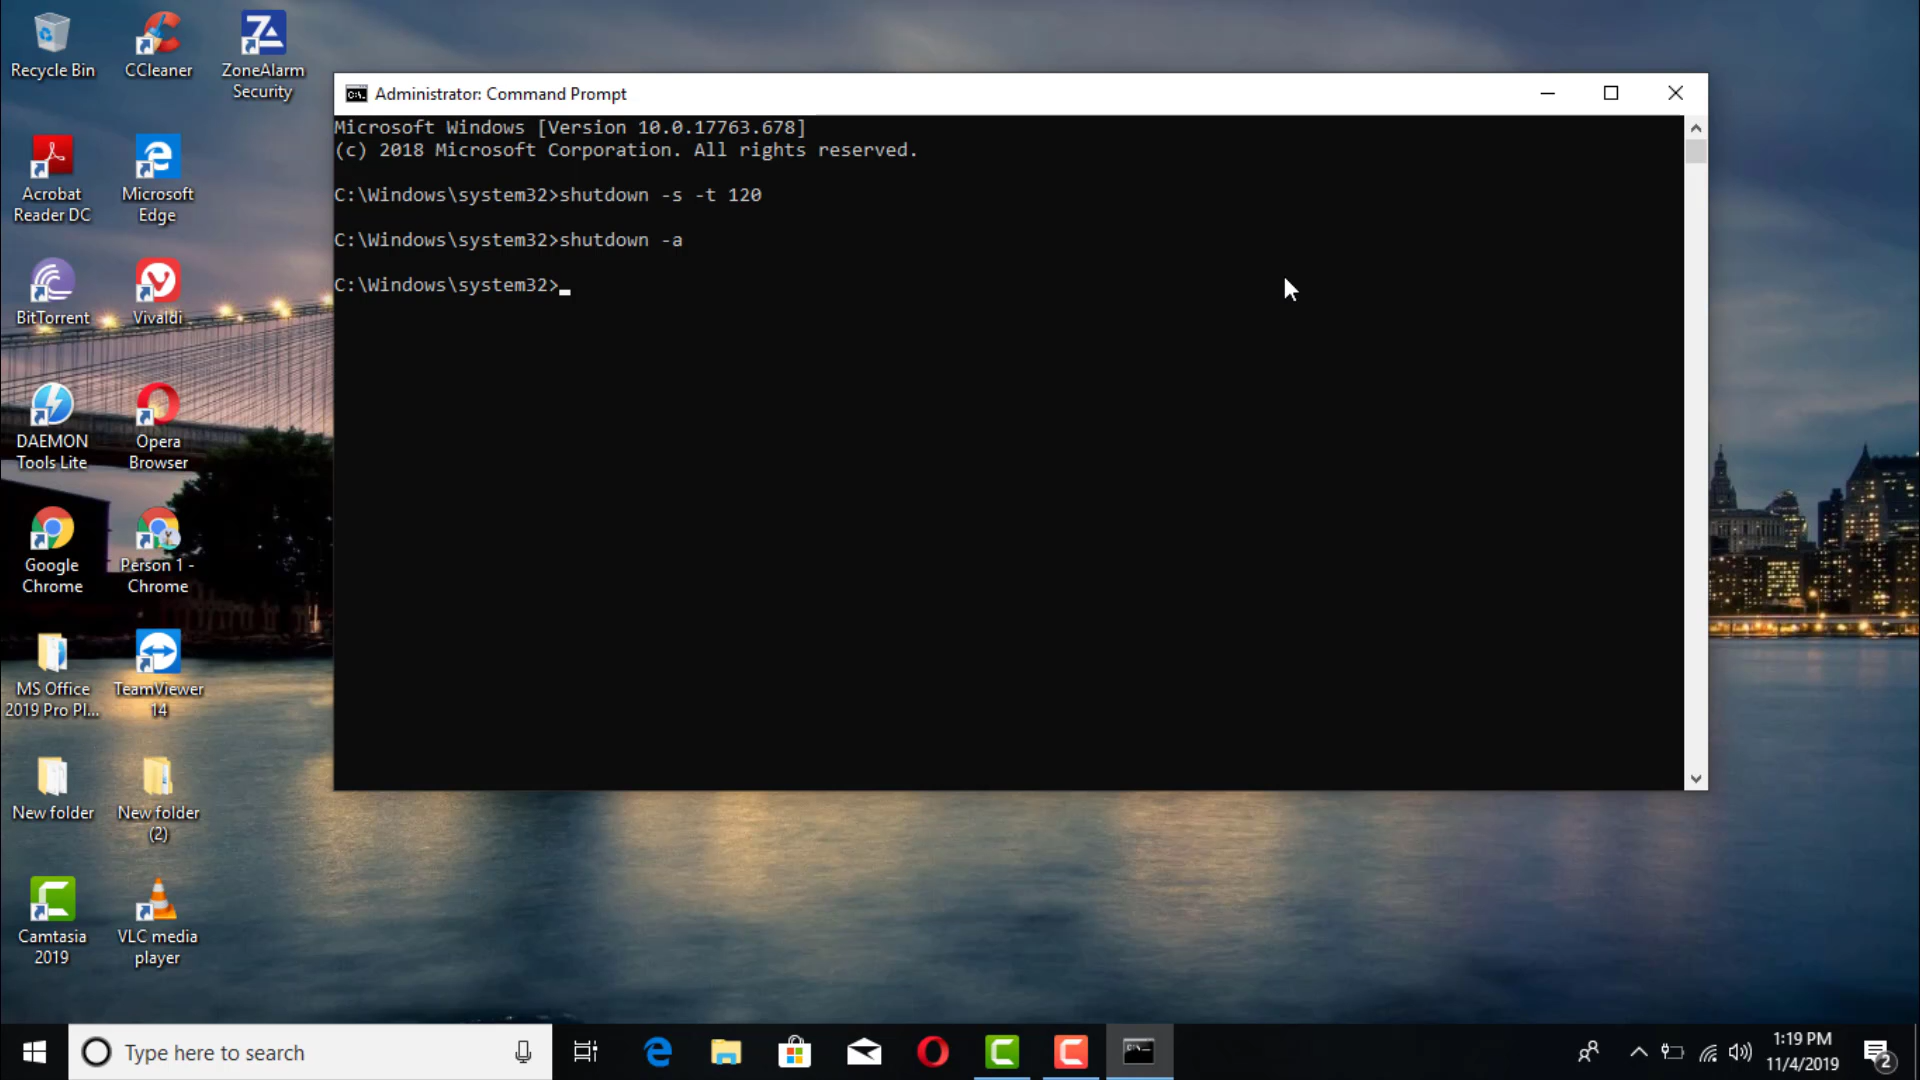 Recycle Bin
CCleaner
ZoneAlarm
Security
Acrobat
Reader DC
Microsoft
Edge
BitTorrent
Vivaldi
DAEMON
Tools Lite
Opera
Browser
Google
Chrome
Person 1 -
Chrome
MS Office
2019 Pro Pl...
TeamViewer
14
New folder
New folder
(2)
Camtasia
2019
VLC media
player
Administrator: Command Prompt
Microsoft Windows [Version 10.0.17763.678]
(c) 2018 Microsoft Corporation. All rights reserved.
C:\Windows\system32>shutdown -s -t 120
C:\Windows\system32>shutdown -a
C:\Windows\system32>
Type here to search
1:19 PM
11/4/2019
2